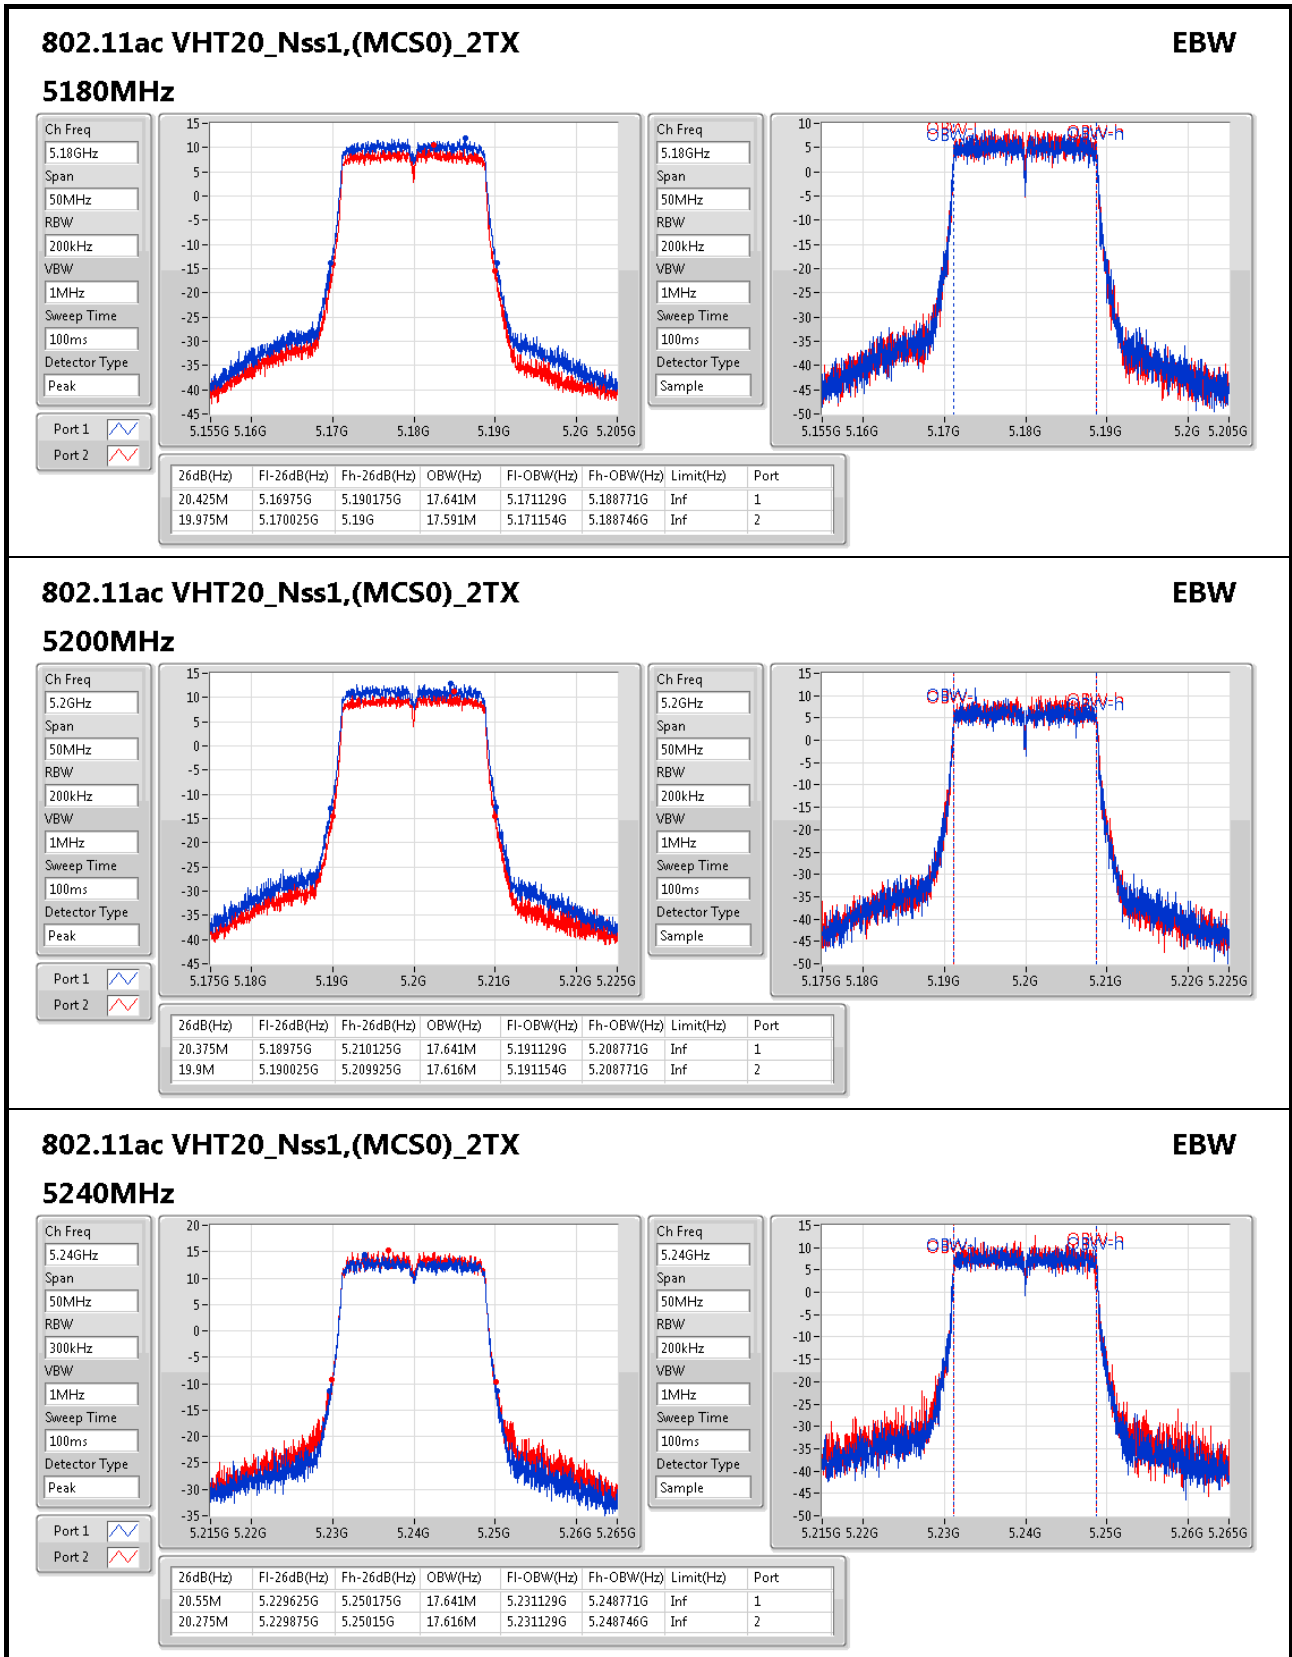 802.11ac VHT20_Nss1,(MCS0)_2TX EBW
5180MHz
Ch Freq
5.18GHz
Span
50MHz
RBW
200kHz
VBW
1MHz
Sweep Time
100ms
Detector Type
Peak
Port 1
Port 2
15
10
5
0
-5
-10
-15
-20
-25
-30
-35
-40
-45
5.155G 5.16G 5.17G 5.18G 5.19G 5.2G 5.205G
Ch Freq
5.18GHz
Span
50MHz
RBW
200kHz
VBW
1MHz
Sweep Time
100ms
Detector Type
Sample
10
5
0
-5
-10
-15
-20
-25
-30
-35
-40
-45
-50
OBW-l OBW-h
5.155G 5.16G 5.17G 5.18G 5.19G 5.2G 5.205G
26dB(Hz) Fl-26dB(Hz) Fh-26dB(Hz) OBW(Hz) Fl-OBW(Hz) Fh-OBW(Hz) Limit(Hz) Port
20.425M 5.16975G 5.190175G 17.641M 5.171129G 5.188771G Inf 1
19.975M 5.170025G 5.19G 17.591M 5.171154G 5.188746G Inf 2
802.11ac VHT20_Nss1,(MCS0)_2TX EBW
5200MHz
Ch Freq
5.2GHz
Span
50MHz
RBW
200kHz
VBW
1MHz
Sweep Time
100ms
Detector Type
Peak
Port 1
Port 2
15
10
5
0
-5
-10
-15
-20
-25
-30
-35
-40
-45
5.175G 5.18G 5.19G 5.2G 5.21G 5.22G 5.225G
Ch Freq
5.2GHz
Span
50MHz
RBW
200kHz
VBW
1MHz
Sweep Time
100ms
Detector Type
Sample
15
10
5
0
-5
-10
-15
-20
-25
-30
-35
-40
-45
-50
OBW-l OBW-h
5.175G 5.18G 5.19G 5.2G 5.21G 5.22G 5.225G
26dB(Hz) Fl-26dB(Hz) Fh-26dB(Hz) OBW(Hz) Fl-OBW(Hz) Fh-OBW(Hz) Limit(Hz) Port
20.375M 5.18975G 5.210125G 17.641M 5.191129G 5.208771G Inf 1
19.9M 5.190025G 5.209925G 17.616M 5.191154G 5.208771G Inf 2
802.11ac VHT20_Nss1,(MCS0)_2TX EBW
5240MHz
Ch Freq
5.24GHz
Span
50MHz
RBW
300kHz
VBW
1MHz
Sweep Time
100ms
Detector Type
Peak
Port 1
Port 2
20
15
10
5
0
-5
-10
-15
-20
-25
-30
-35
5.215G 5.22G 5.23G 5.24G 5.25G 5.26G 5.265G
Ch Freq
5.24GHz
Span
50MHz
RBW
200kHz
VBW
1MHz
Sweep Time
100ms
Detector Type
Sample
15
10
5
0
-5
-10
-15
-20
-25
-30
-35
-40
-45
-50
OBW-l OBW-h
5.215G 5.22G 5.23G 5.24G 5.25G 5.26G 5.265G
26dB(Hz) Fl-26dB(Hz) Fh-26dB(Hz) OBW(Hz) Fl-OBW(Hz) Fh-OBW(Hz) Limit(Hz) Port
20.55M 5.229625G 5.250175G 17.641M 5.231129G 5.248771G Inf 1
20.275M 5.229875G 5.25015G 17.616M 5.231129G 5.248746G Inf 2